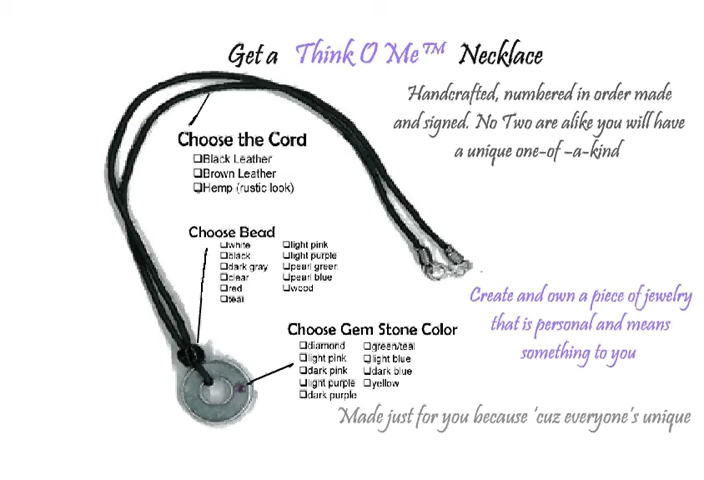 Get a Think O Me™ Necklace
Handcrafted, numbered in order made
and signed. No Two are alike you will have
a unique one-of –a-kind
Choose the Cord
❑Black Leather
❑Brown Leather
❑Hemp (rustic look)
Choose Bead
❑white
❑black
❑dark gray
❑clear
❑red
❑teal
❑light pink
❑light purple
❑pearl green
❑pearl blue
❑wood
Create and own a piece of jewelry
that is personal and means
something to you
Choose Gem Stone Color
❑diamond
❑light pink
❑dark pink
❑light purple
❑dark purple
❑green/teal
❑light blue
❑dark blue
❑yellow
Made just for you because 'cuz everyone's unique